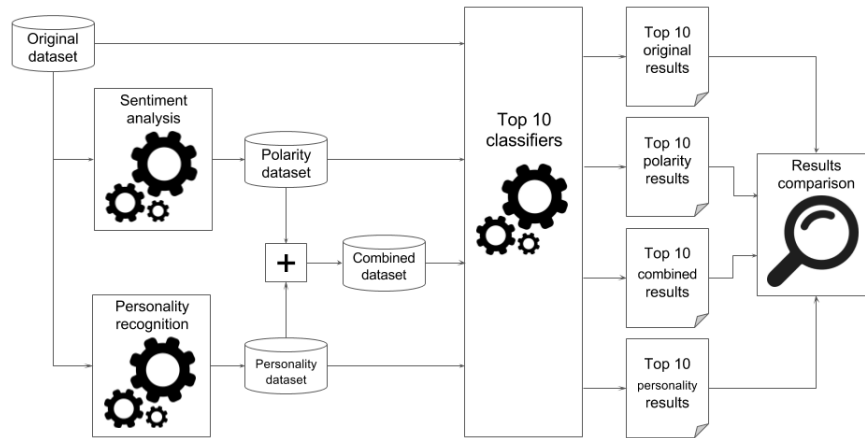 Original
dataset
Sentiment
analysis
Polarity
dataset
+
Combined
dataset
Personality
recognition
Personality
dataset
Top 10
classifiers
Top 10
original
results
Top 10
polarity
results
Top 10
combined
results
Top 10
personality
results
Results
comparison